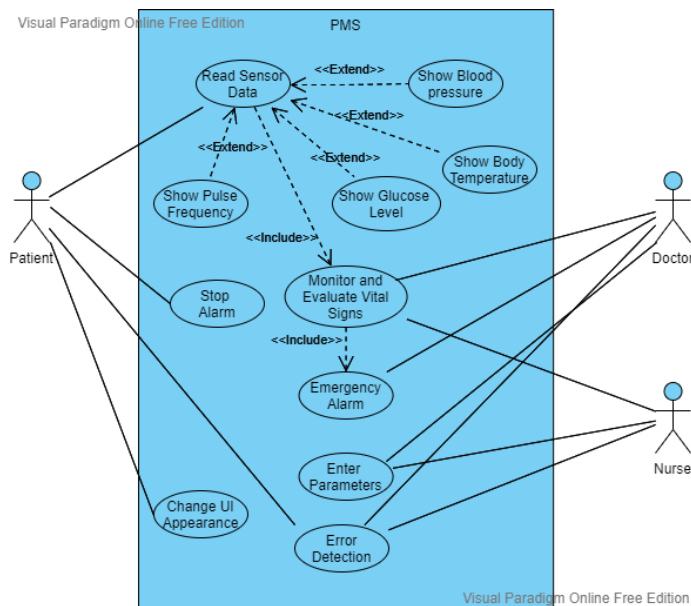 Visual Paradigm Online Free Edition
PMS
Read Sensor
Data
<<Extend>>
Show Blood
pressure
<<Extend>>
<<Extend>>
<<Extend>>
Show Body
Temperature
Show Pulse
Frequency
Show Glucose
Level
Patient
Doctor
<<Include>>
Stop
Alarm
Monitor and
Evaluate Vital
Signs
<<Include>>
Emergency
Alarm
Nurse
Enter
Parameters
Change UI
Appearance
Error
Detection
Visual Paradigm Online Free Edition